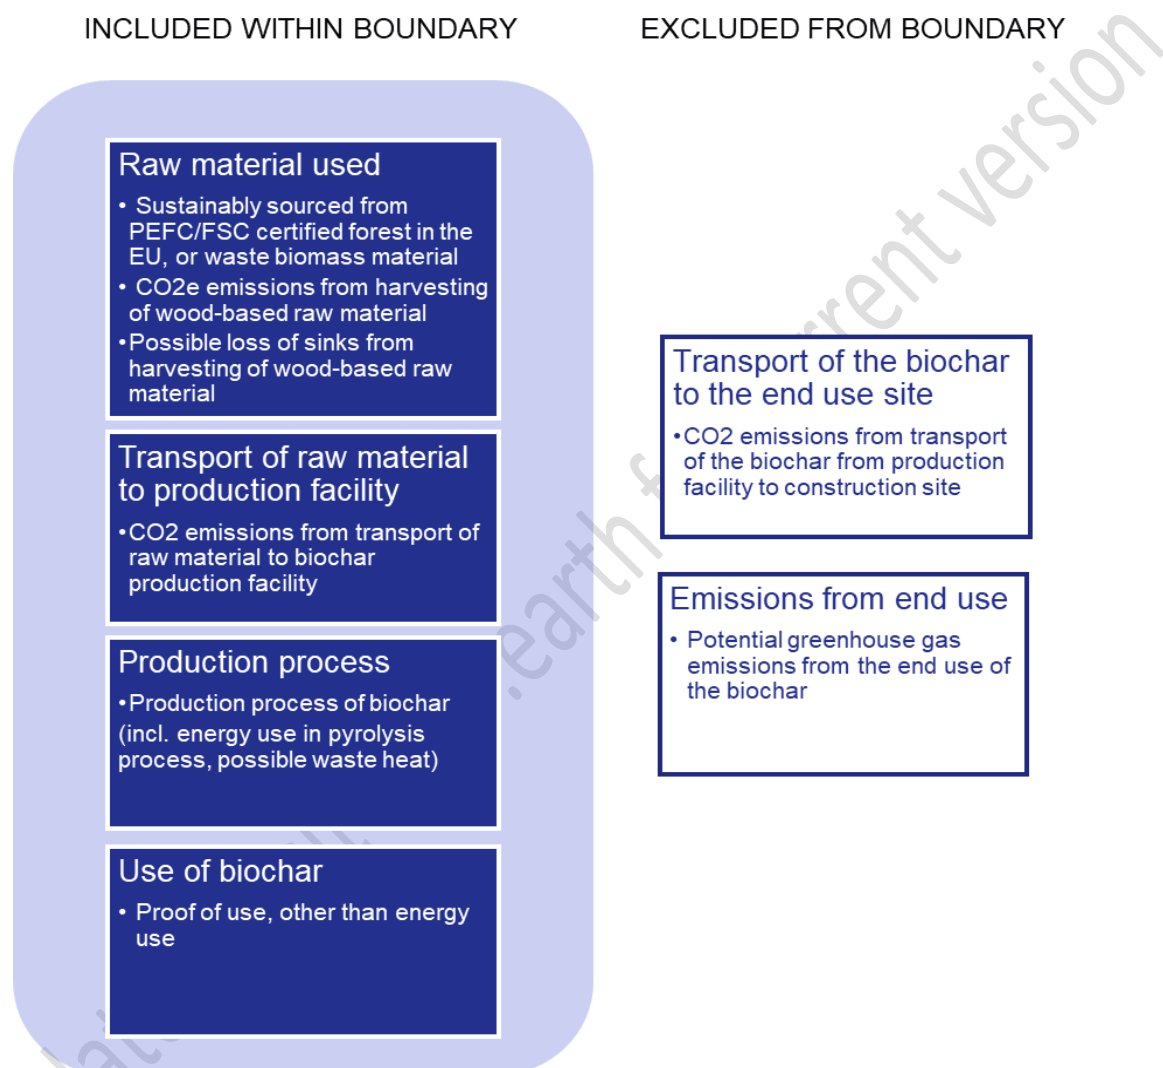 INCLUDED WITHIN BOUNDARY
EXCLUDED FROM BOUNDARY
Raw material used
• Sustainably sourced from
PEFC/FSC certified forest in the
EU, or waste biomass material
• CO2e emissions from harvesting
of wood-based raw material
•Possible loss of sinks from
harvesting of wood-based raw
material
Transport of raw material
to production facility
•CO2 emissions from transport of
raw material to biochar
production facility
Production process
•Production process of biochar
(incl. energy use in pyrolysis
process, possible waste heat)
Use of biochar
• Proof of use, other than energy
use
Transport of the biochar
to the end use site
•CO2 emissions from transport
of the biochar from production
facility to construction site
Emissions from end use
• Potential greenhouse gas
emissions from the end use of
the biochar
.earth
version